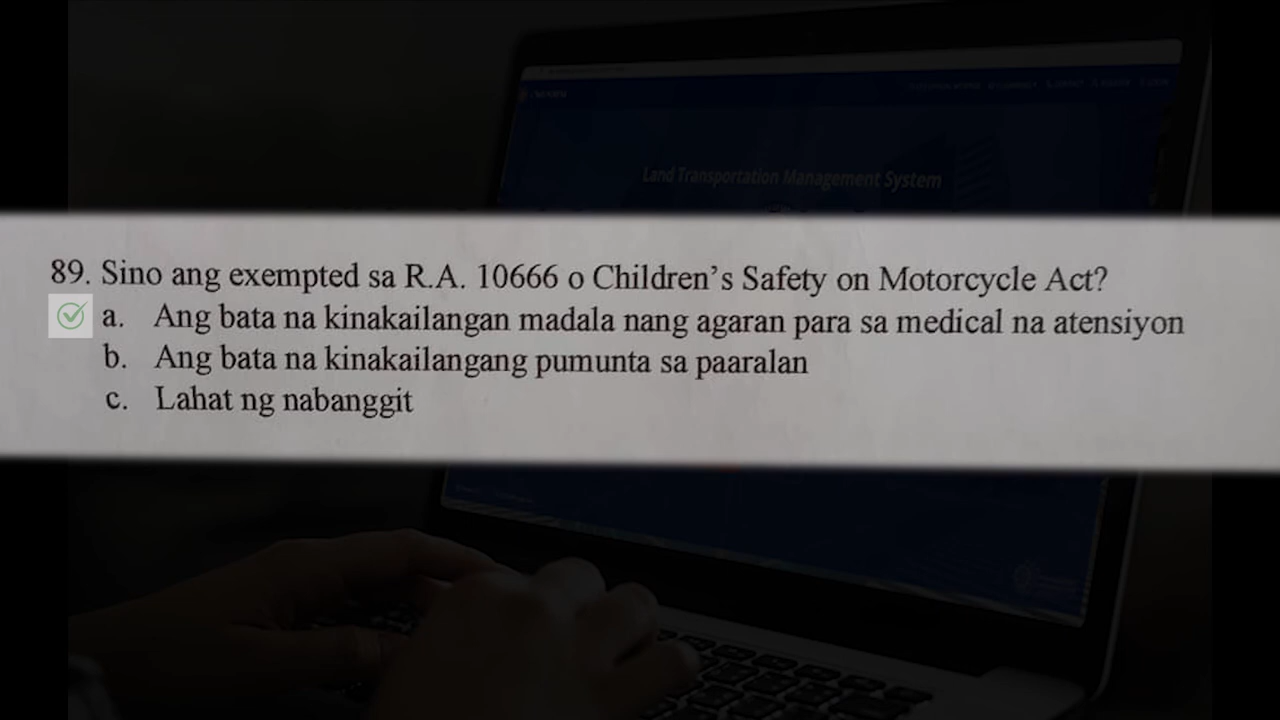 Land Transportation Management System
89. Sino ang exempted sa R.A. 10666 o Children's Safety on Motorcycle Act?
a. Ang bata na kinakailangan madala nang agaran para sa medical na atensiyon
b. Ang bata na kinakailangang pumunta sa paaralan
c. Lahat ng nabanggit